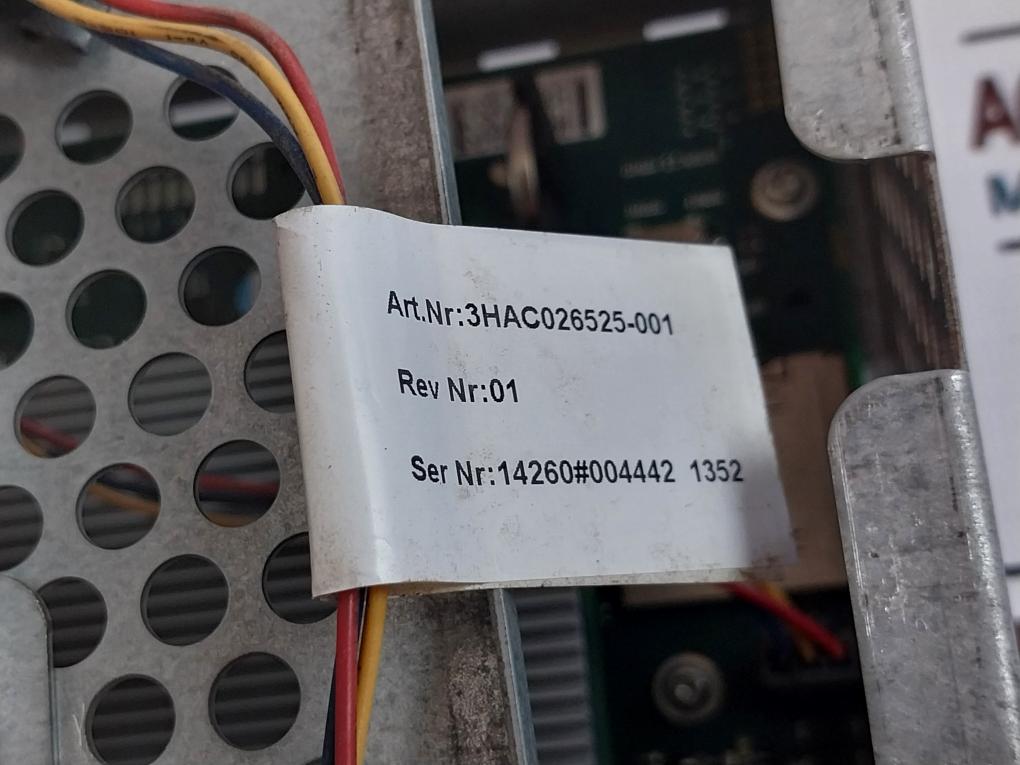 Art.Nr:3HAC026525-001
Rev Nr:01
Ser Nr:14260#004442 1352